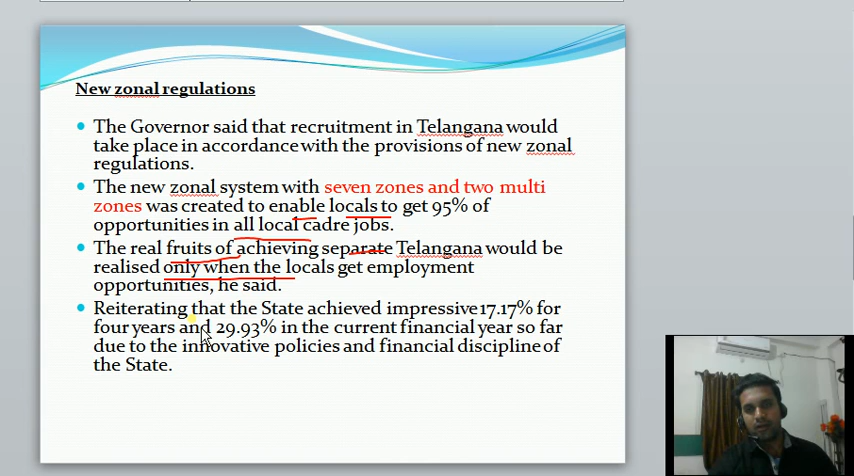 New zonal regulations
The Governor said that recruitment in Telangana would
take place in accordance with the provisions of new zonal
regulations.
The new zonal system with seven zones and two multi
zones was created to enable locals to get 95% of
opportunities in all local cadre jobs.
The real fruits of achieving separate Telangana would be
realised only when the locals get employment
opportunities, he said.
Reiterating that the State achieved impressive 17.17% for
four years and 29.93% in the current financial year so far
due to the innovative policies and financial discipline of
the State.